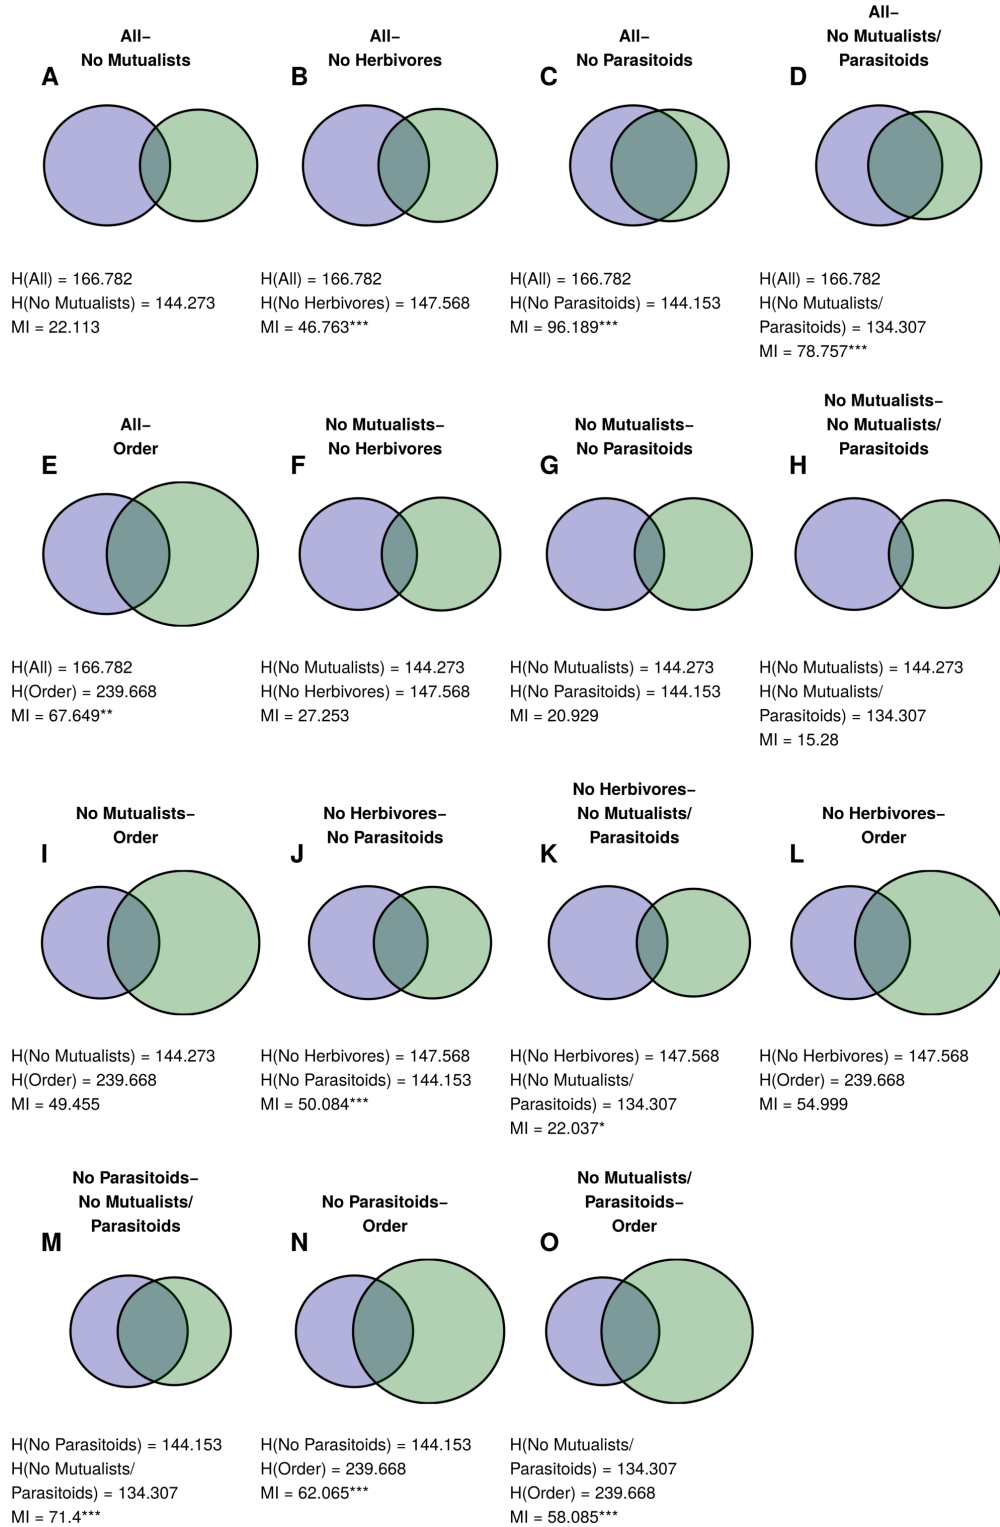 All–
No Mutualists
A
All–
No Herbivores
B
All–
No Parasitoids
C
All–
No Mutualists/
Parasitoids
D
H(All) = 166.782
H(No Mutualists) = 144.273
MI = 22.113
H(All) = 166.782
H(No Herbivores) = 147.568
MI = 46.763***
H(All) = 166.782
H(No Parasitoids) = 144.153
MI = 96.189***
H(All) = 166.782
H(No Mutualists/
Parasitoids) = 134.307
MI = 78.757***
All–
Order
E
No Mutualists–
No Herbivores
F
No Mutualists–
No Parasitoids
G
No Mutualists–
No Mutualists/
Parasitoids
H
H(All) = 166.782
H(Order) = 239.668
MI = 67.649**
H(No Mutualists) = 144.273
H(No Herbivores) = 147.568
MI = 27.253
H(No Mutualists) = 144.273
H(No Parasitoids) = 144.153
MI = 20.929
H(No Mutualists) = 144.273
H(No Mutualists/
Parasitoids) = 134.307
MI = 15.28
No Mutualists–
Order
I
No Herbivores–
No Parasitoids
J
No Herbivores–
No Mutualists/
Parasitoids
K
No Herbivores–
Order
L
H(No Mutualists) = 144.273
H(Order) = 239.668
MI = 49.455
H(No Herbivores) = 147.568
H(No Parasitoids) = 144.153
MI = 50.084***
H(No Herbivores) = 147.568
H(No Mutualists/
Parasitoids) = 134.307
MI = 22.037*
H(No Herbivores) = 147.568
H(Order) = 239.668
MI = 54.999
No Parasitoids–
No Mutualists/
Parasitoids
M
No Parasitoids–
Order
N
No Mutualists/
Parasitoids–
Order
O
H(No Parasitoids) = 144.153
H(No Mutualists/
Parasitoids) = 134.307
MI = 71.4***
H(No Parasitoids) = 144.153
H(Order) = 239.668
MI = 62.065***
H(No Mutualists/
Parasitoids) = 134.307
H(Order) = 239.668
MI = 58.085***